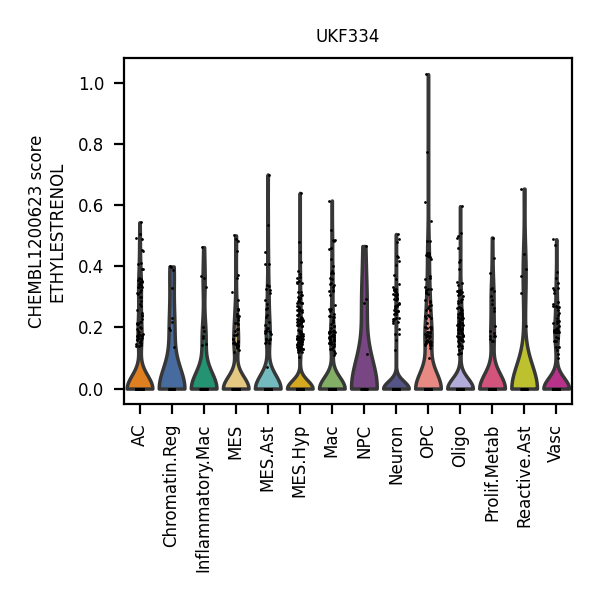 UKF334
CHEMBL1200623 score
ETHYLESTRENOL
1.0
0.8
0.6
0.4
0.2
0.0
AC
Chromatin.Reg
Inflammatory.Mac
MES
MES.Ast
MES.Hyp
Mac
NPC
Neuron
OPC
Oligo
Prolif.Metab
Reactive.Ast
Vasc